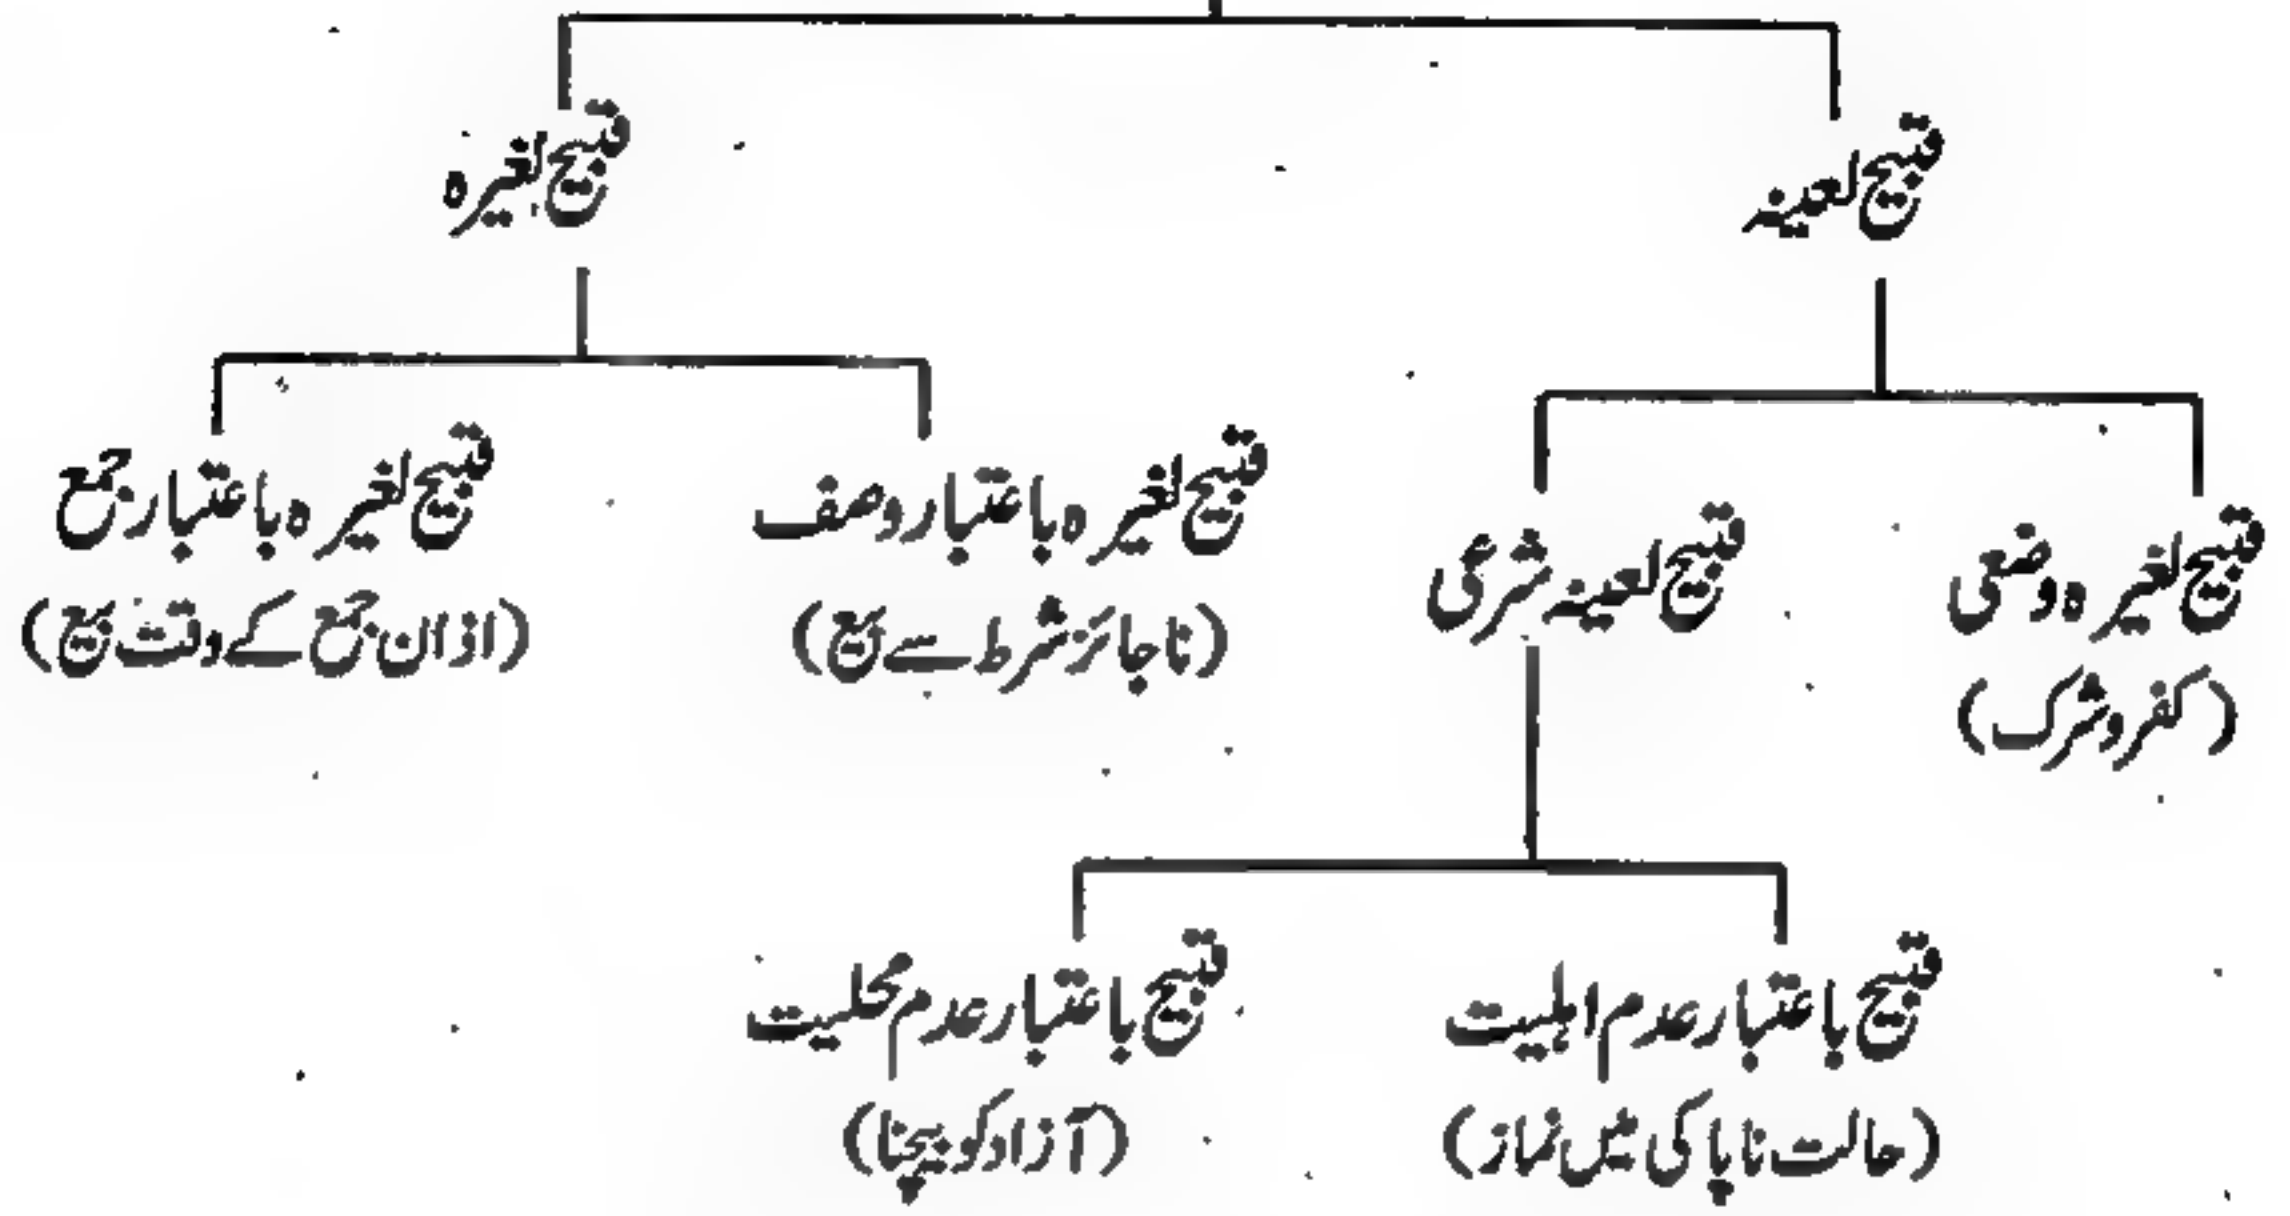 قبیح لعینہ
قبیح لغیرہ
قبیح لغیرہ وضعی
(کفر و شرک)
قبیح لعینہ شرعی
قبیح لغیرہ باعتبار وصف
(ناجائز شرط سے بیع)
قبیح لغیرہ باعتبار جمع
(اذان جمع کے وقت بیع)
قبیح باعتبار عدم اہلیت
(حالت ناپاکی میں نماز)
قبیح باعتبار عدم محلیت
(آزاد کو بیچنا)